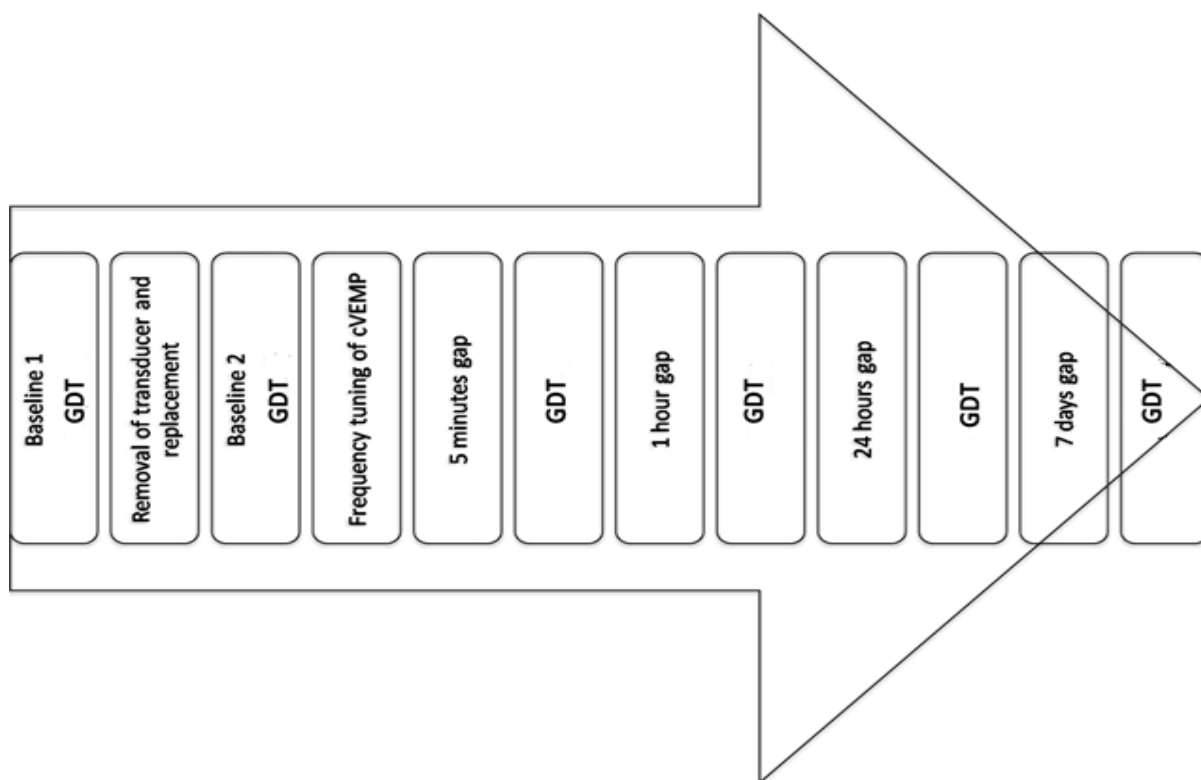 Baseline 1
GDT
Removal of transducer and
replacement
Baseline 2
GDT
Frequency tuning of cVEMP
5 minutes gap
GDT
1 hour gap
GDT
24 hours gap
GDT
7 days gap
GDT